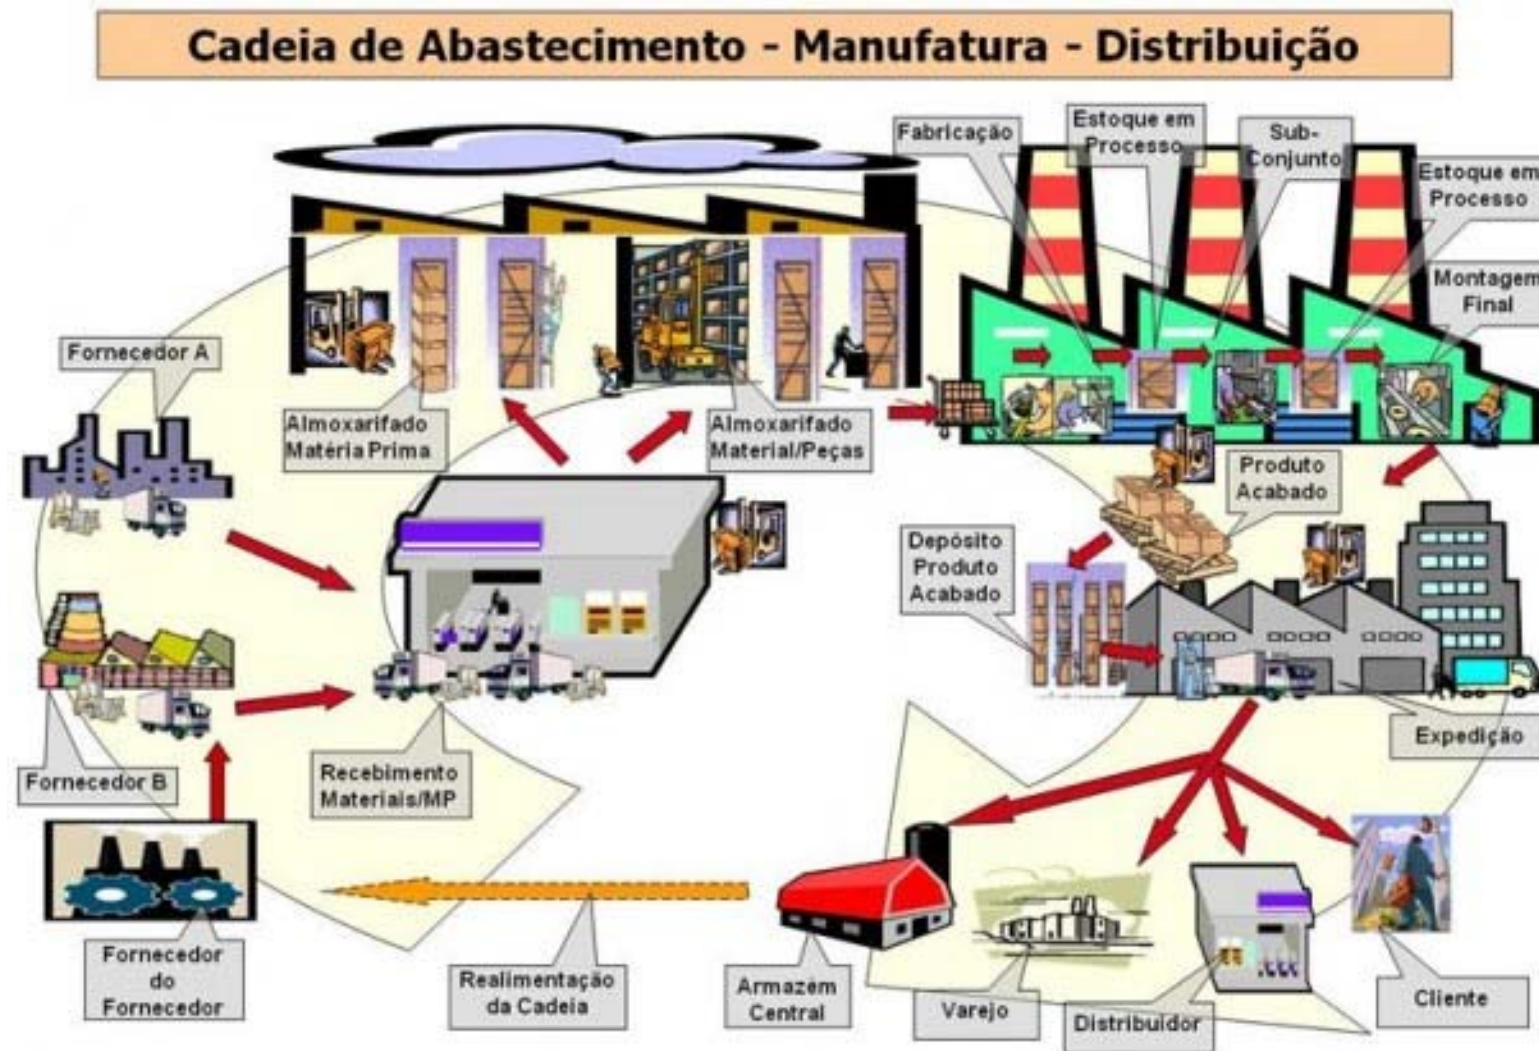 Cadeia de Abastecimento - Manufatura - Distribuição
Fabricação
Estoque em
Processo
Sub-
Conjunto
Estoque em
Processo
Montagem
Final
Fornecedor A
Almoxarifado
Matéria Prima
Almoxarifado
Material/Peças
Produto
Acabado
Depósito
Produto
Acabado
Fornecedor B
Recebimento
Materiais/MP
Expedição
Fornecedor
do
Fornecedor
Realimentação
da Cadeia
Armazém
Central
Varejo
Distribuidor
Cliente